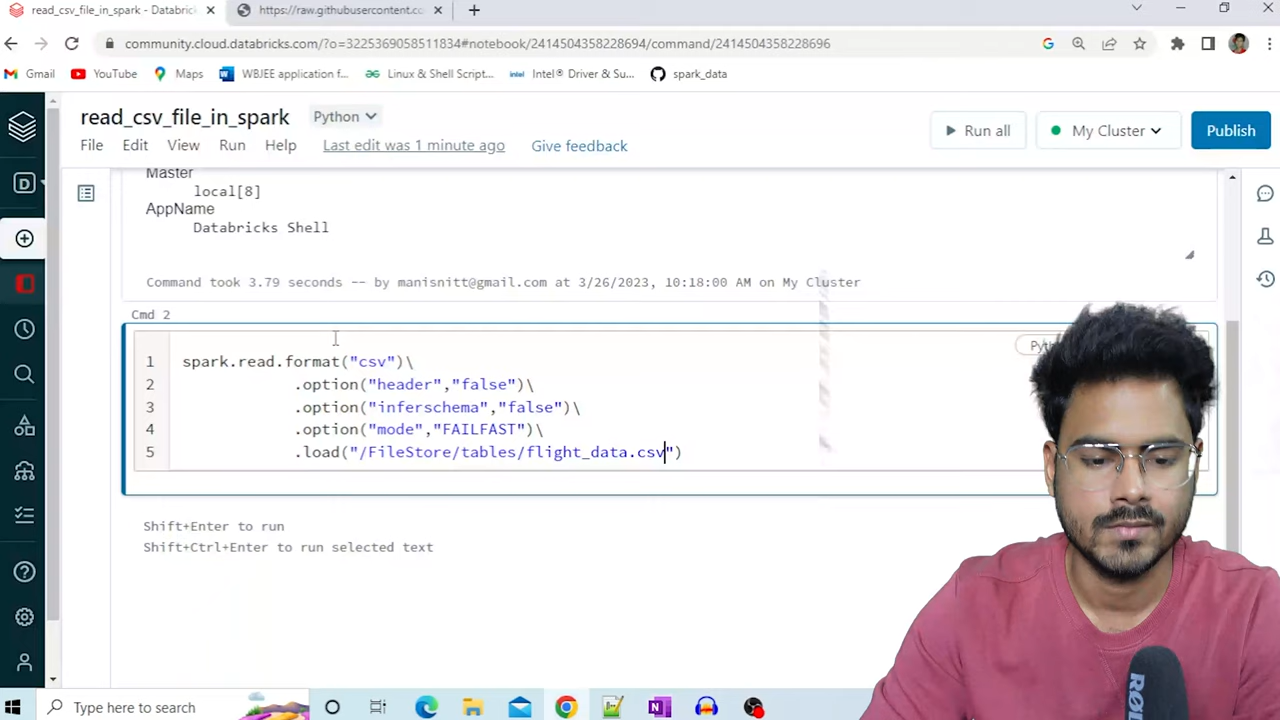 read_csv_file_in_spark - Databric
https://raw.githubusercontent.co
community.cloud.databricks.com/?o=3225369058511834#notebook/2414504358228694/command/2414504358228696
Gmail
YouTube
Maps
WBJEE application f...
Linux & Shell Script...
Intel® Driver & Su...
spark_data
read_csv_file_in_spark
Python
Run all
My Cluster
Publish
File
Edit
View
Run
Help
Last edit was 1 minute ago
Give feedback
D
Master
local[8]
AppName
Databricks Shell
Command took 3.79 seconds -- by manisnitt@gmail.com at 3/26/2023, 10:18:00 AM on My Cluster
Cmd 2
Pyt
1 spark.read.format("csv")\
2 .option("header","false")\
3 .option("inferschema","false")\
4 .option("mode","FAILFAST")\
5 .load("/FileStore/tables/flight_data.csv")
Shift+Enter to run
Shift+Ctrl+Enter to run selected text
Type here to search